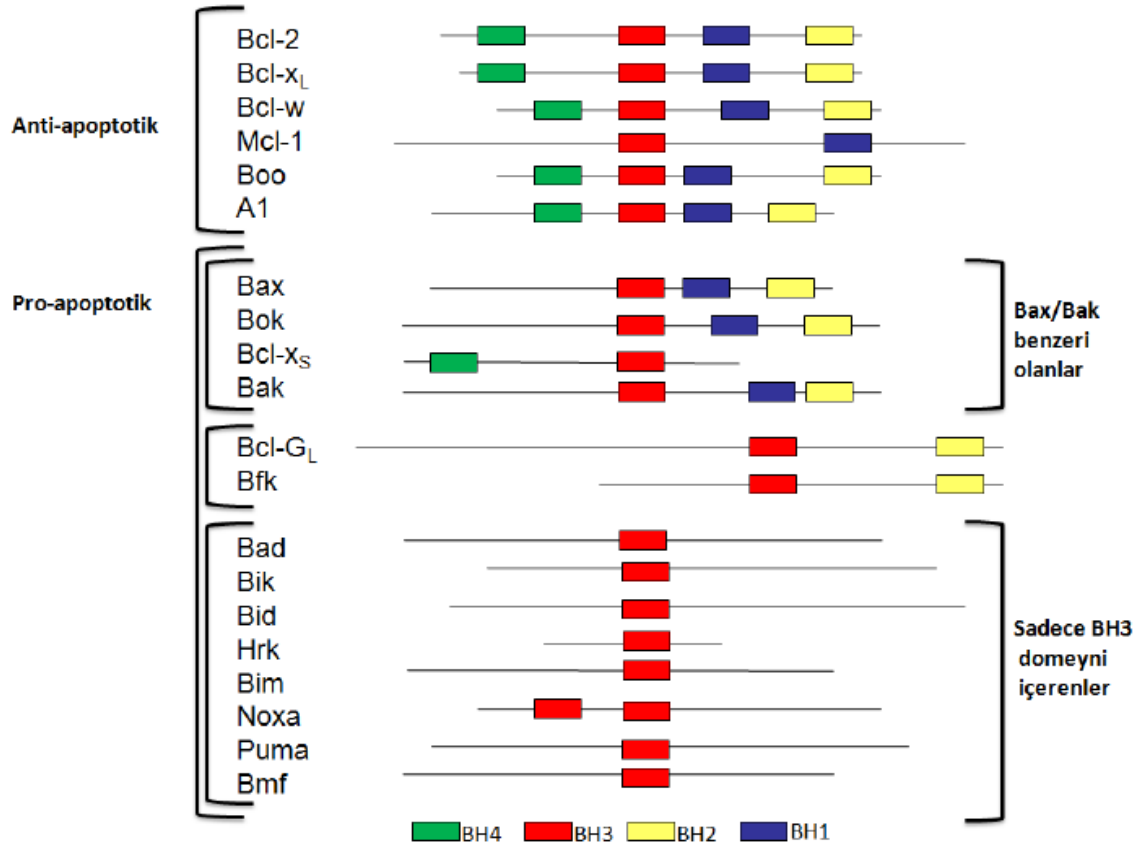 Anti-apoptotik
Bcl-2
Bcl-xL
Bcl-w
Mcl-1
Boo
A1
Pro-apoptotik
Bax
Bok
Bcl-xS
Bak
Bax/Bak
benzeri
olanlar
Bcl-GL
Bfk
Bad
Bik
Bid
Hrk
Bim
Noxa
Puma
Bmf
Sadece BH3
domeyni
içerenler
BH4 BH3 BH2 BH1